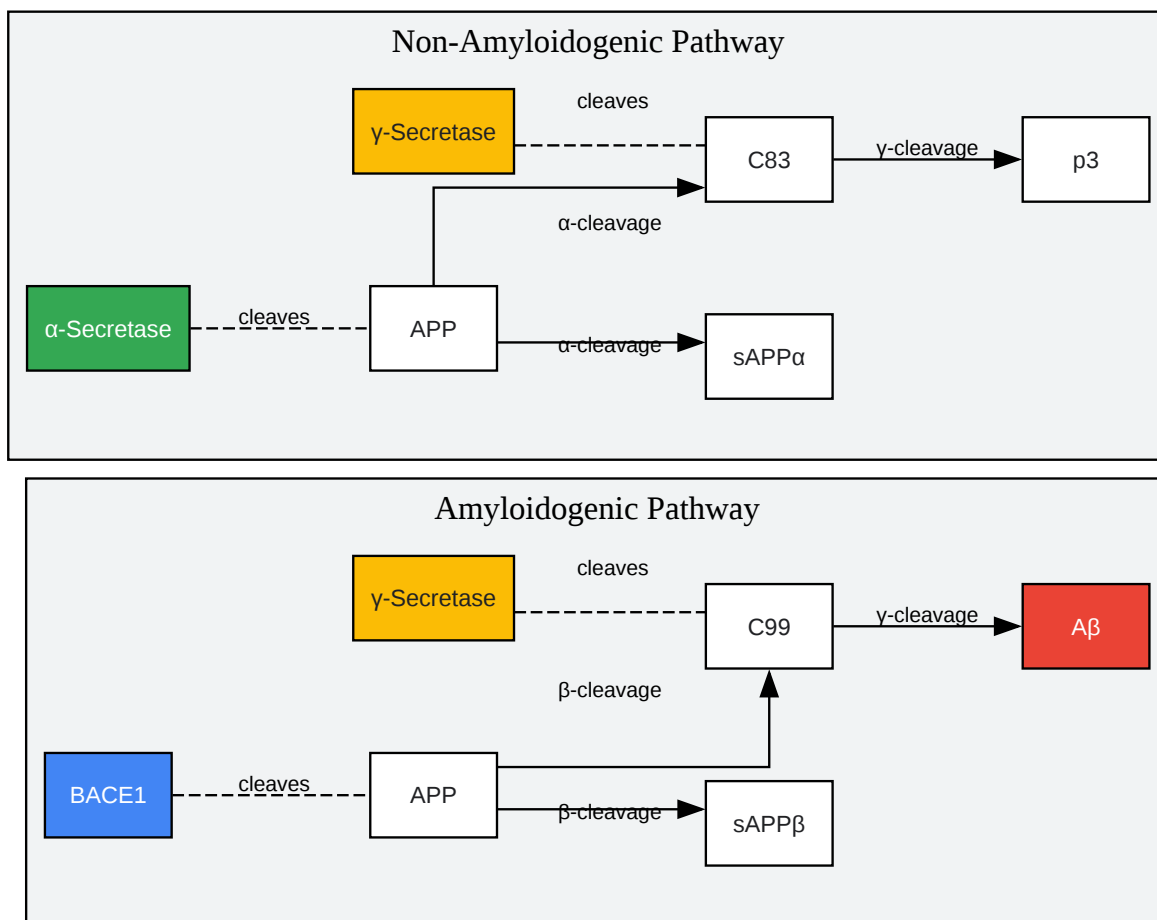 Non-Amyloidogenic Pathway
γ-Secretase
cleaves
C83
γ-cleavage
p3
α-cleavage
α-Secretase
cleaves
APP
α-cleavage
sAPPα
Amyloidogenic Pathway
γ-Secretase
cleaves
C99
γ-cleavage
Aβ
β-cleavage
BACE1
cleaves
APP
β-cleavage
sAPPβ